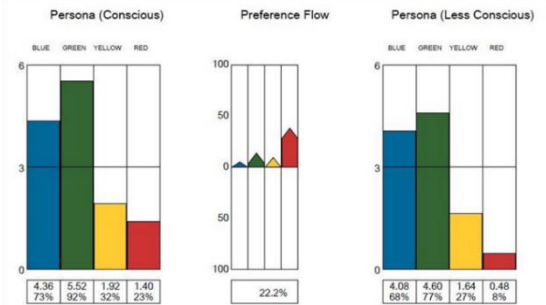 Persona (Conscious)
BLUE GREEN YELLOW RED
6
3
0
4.36 5.52 1.92 1.40
73% 92% 32% 23%
Preference Flow
100
50
0
50
100
22.2%
Persona (Less Conscious)
BLUE GREEN YELLOW RED
6
3
0
4.08 4.60 1.64 0.48
68% 77% 27% 8%